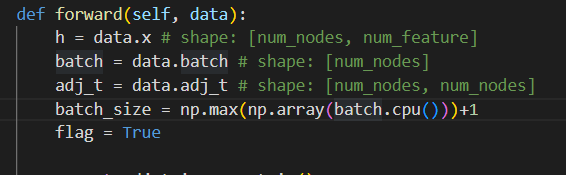 def forward(self, data):
    h = data.x # shape: [num_nodes, num_feature]
    batch = data.batch # shape: [num_nodes]
    adj_t = data.adj_t # shape: [num_nodes, num_nodes]
    batch_size = np.max(np.array(batch.cpu()))+1
    flag = True